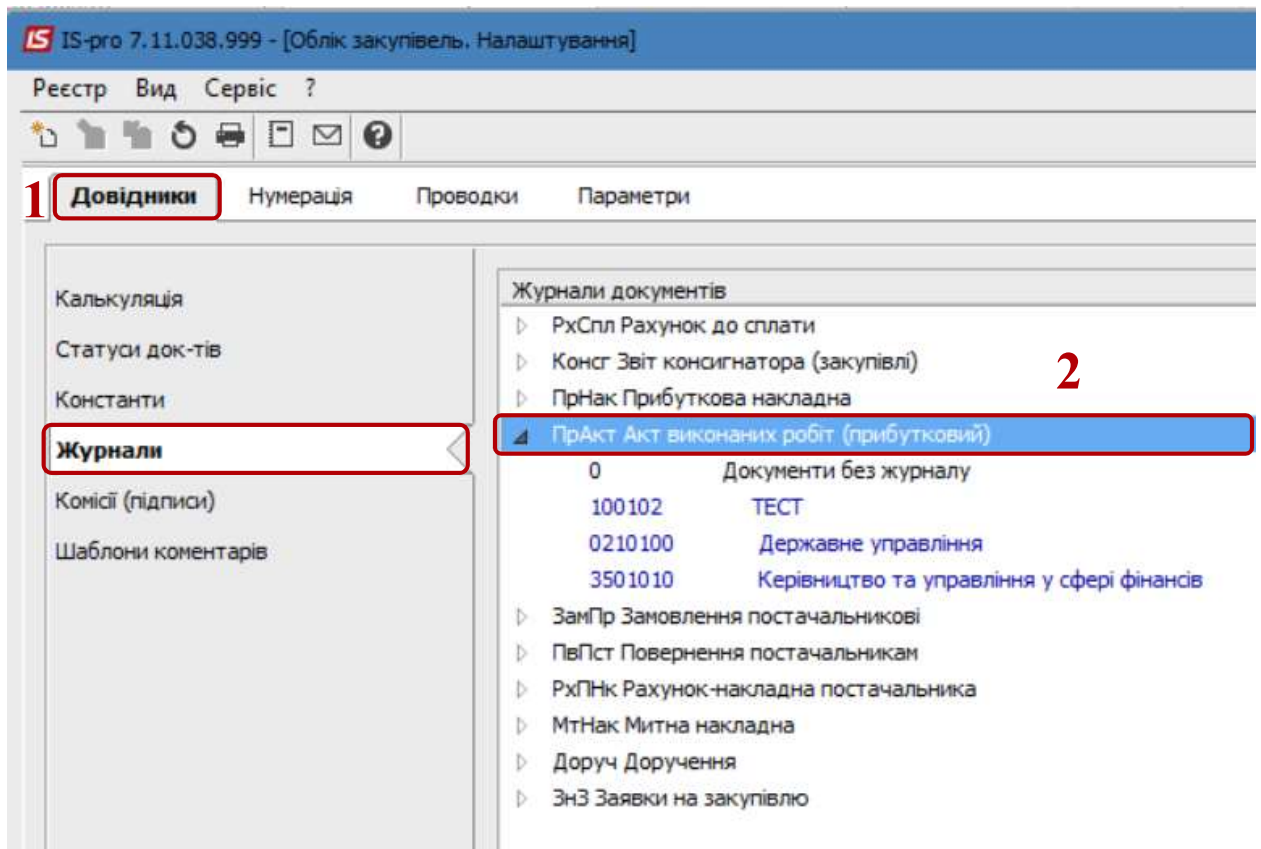 IS IS-pro 7.11.038.999 - [Облік закупівель. Налаштування]
Реєстр Вид Сервіс ?
1 Довідники Нумерація Проводки Параметри
Калькуляція
Статуси док-тів
Константи
Журнали
Комісії (підписи)
Шаблони коментарів
Журнали документів
РхСпл Рахунок до сплати
Консг Звіт консигнатора (закупівлі)
2
ПрНак Прибуткова накладна
ПрАкт Акт виконаних робіт (прибутковий)
0 Документи без журналу
100102 ТЕСТ
0210100 Державне управління
3501010 Керівництво та управління у сфері фінансів
ЗамПр Замовлення постачальникові
ПвПст Повернення постачальникам
РхПНк Рахунок-накладна постачальника
МтНак Митна накладна
Доруч Доручення
ЗнЗ Заявки на закупівлю